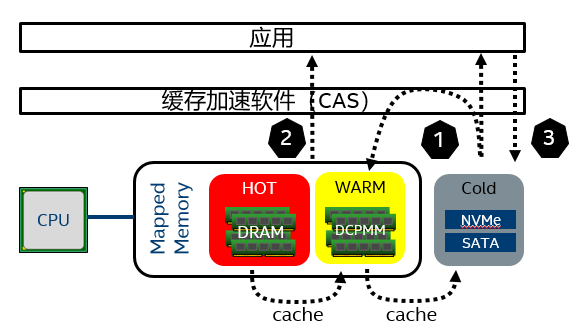 应用
缓存加速软件（CAS）
2
1
3
CPU
Mapped
Memory
HOT
DRAM
WARM
DCPMM
Cold
NVMe
SATA
cache
cache